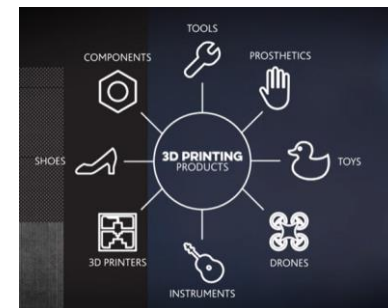 TOOLS
COMPONENTS
PROSTHETICS
SHOES
3D PRINTING
PRODUCTS
TOYS
3D PRINTERS
DRONES
INSTRUMENTS